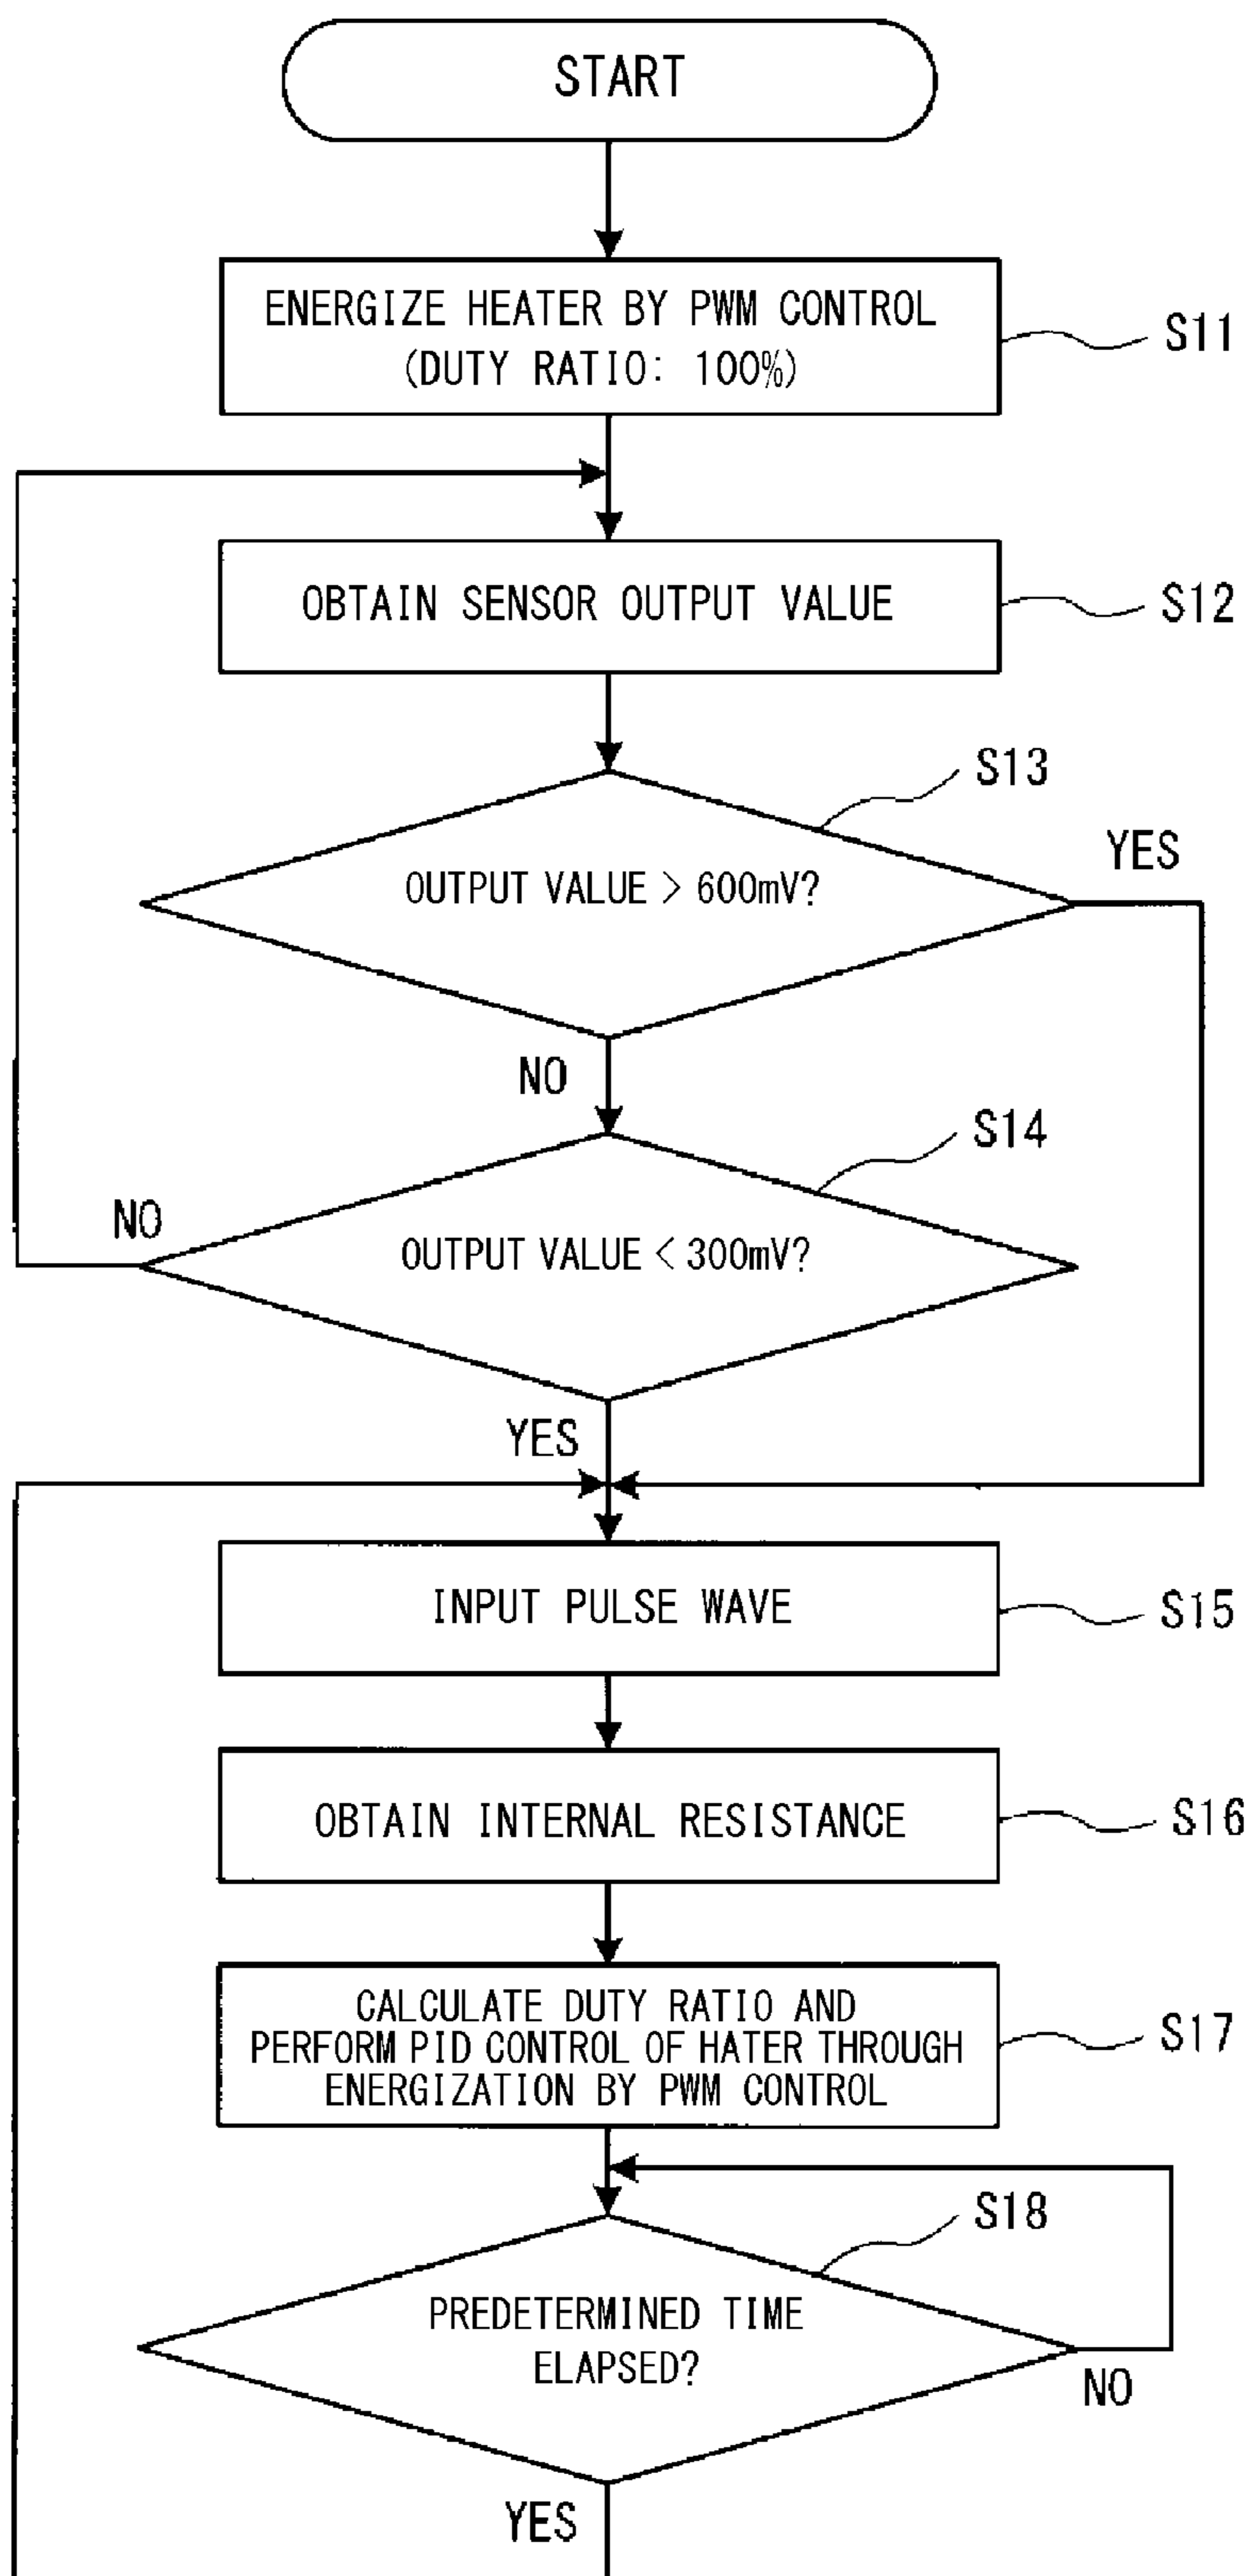 START
ENERGIZE HEATER BY PWM CONTROL
(DUTY RATIO: 100%)
S11
OBTAIN SENSOR OUTPUT VALUE
S12
S13
YES
OUTPUT VALUE > 600mV?
NO
S14
NO
OUTPUT VALUE < 300mV?
YES
INPUT PULSE WAVE
S15
OBTAIN INTERNAL RESISTANCE
S16
CALCULATE DUTY RATIO AND
PERFORM PID CONTROL OF HATER THROUGH
ENERGIZATION BY PWM CONTROL
S17
S18
PREDETERMINED TIME
ELAPSED?
NO
YES